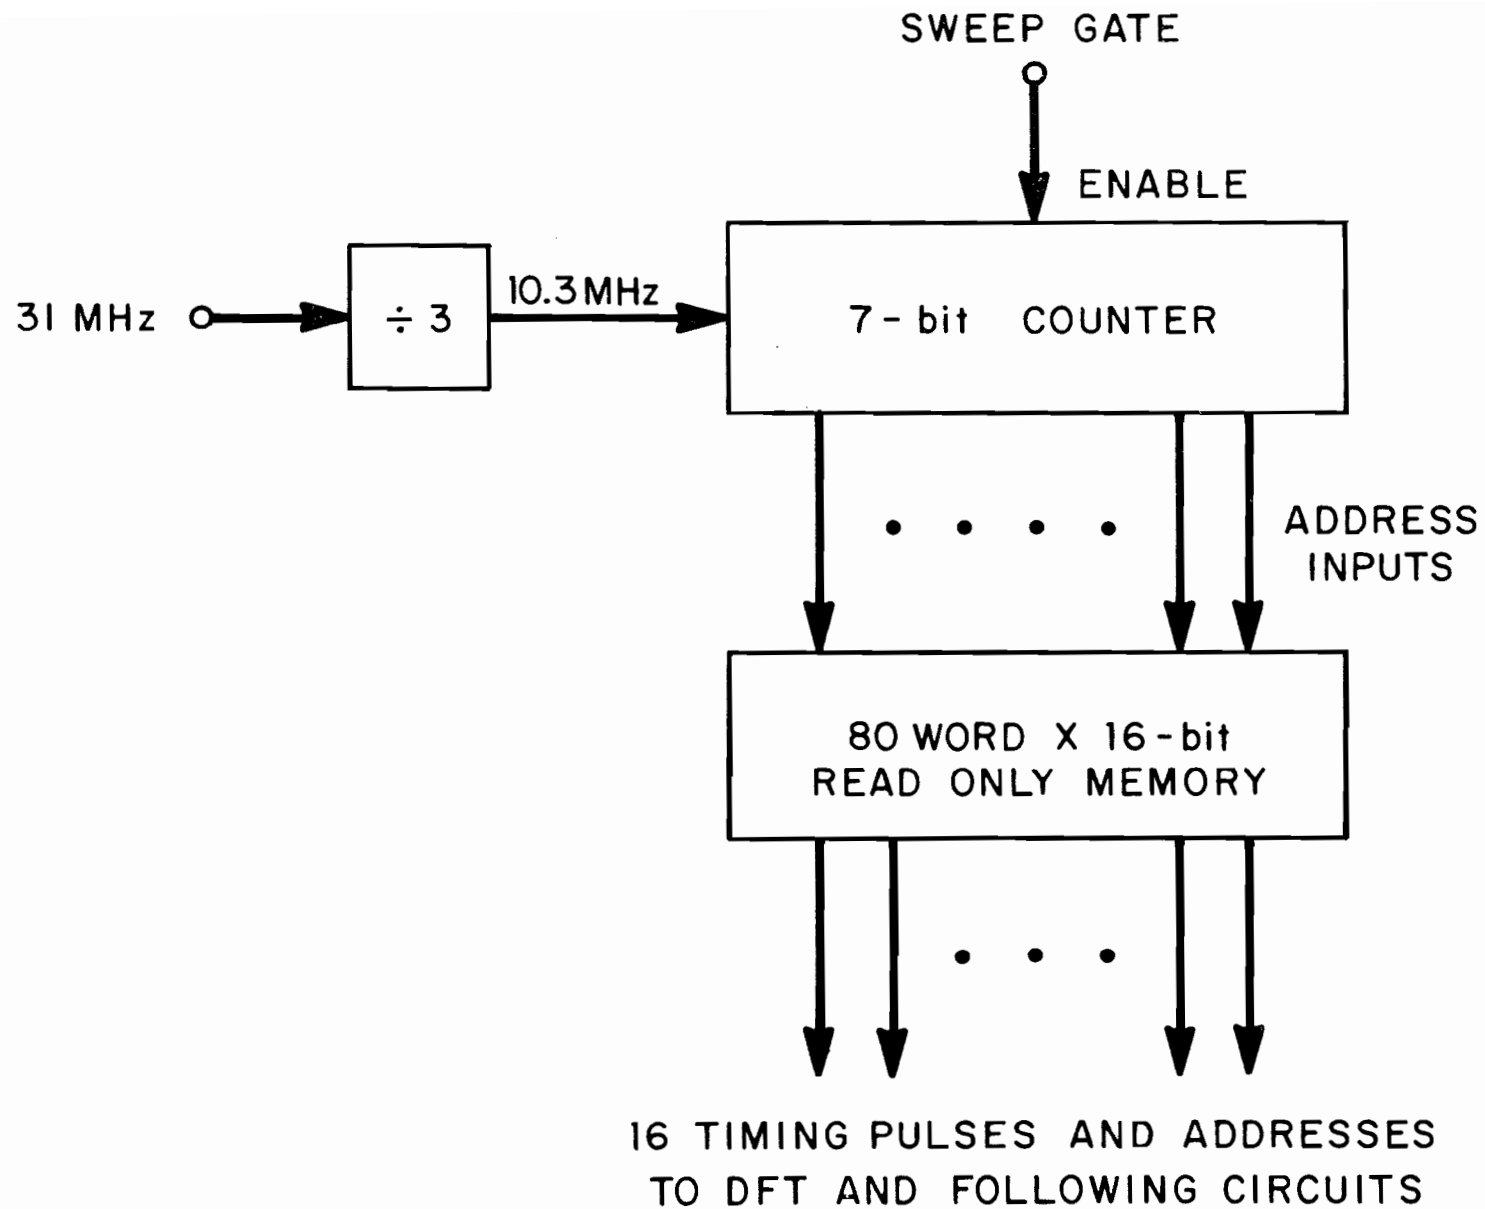 SWEEP GATE
ENABLE
31 MHz
÷ 3
10.3 MHz
7-bit COUNTER
ADDRESS
INPUTS
80 WORD X 16-bit
READ ONLY MEMORY
16 TIMING PULSES AND ADDRESSES
TO DFT AND FOLLOWING CIRCUITS